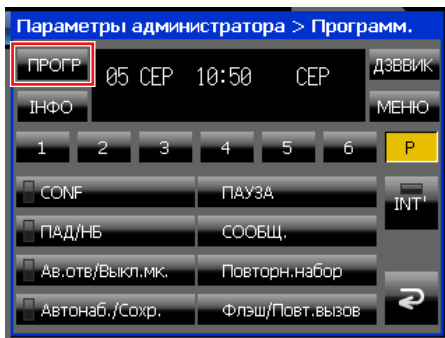 Параметры администратора > Программ.
ПРОГР 05 СЕР 10:50 СЕР ДЗВВИК
ІНФО МЕНЮ
1 2 3 4 5 6 P
CONF ПАУЗА INT'
ПАД/НБ СООБЩ.
Ав.отв/Выкл.мк. Повторн.набор
Автонаб./Сохр. Флэш/Повт.вызов